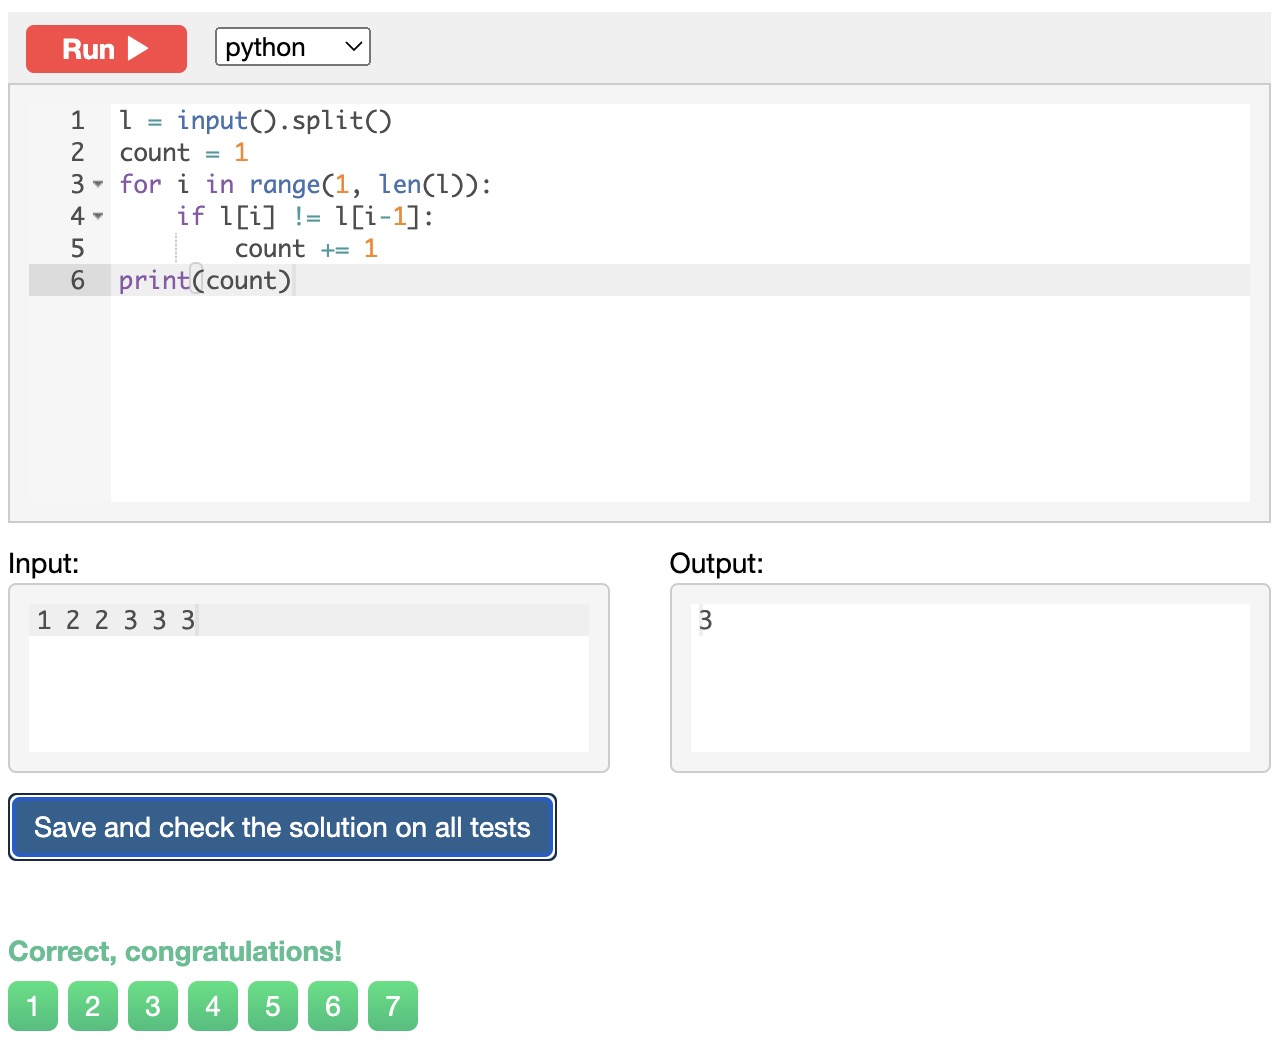 Run ▶ python
1 l = input().split()
2 count = 1
3 for i in range(1, len(l)):
4     if l[i] != l[i-1]:
5         count += 1
6 print(count)
Input: Output:
1 2 2 3 3 3 3
Save and check the solution on all tests
Correct, congratulations!
1 2 3 4 5 6 7